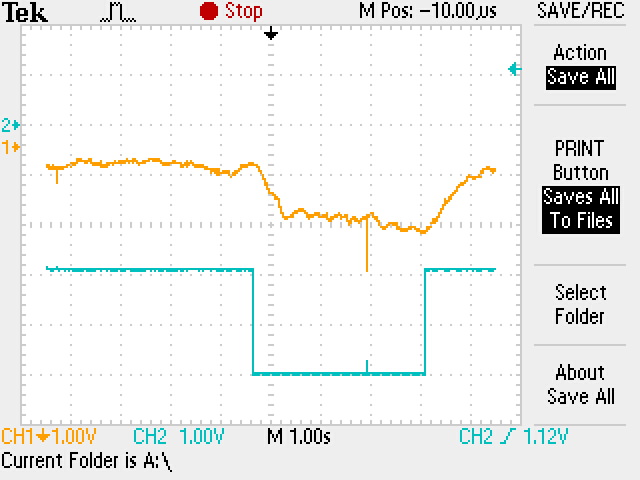 Tek Stop M Pos: -10.00µs SAVE/REC
Action
Save All
2
1
PRINT
Button
Saves All
To Files
Select
Folder
About
Save All
CH1 1.00V CH2 1.00V M 1.00s CH2 1.12V
Current Folder is A:\